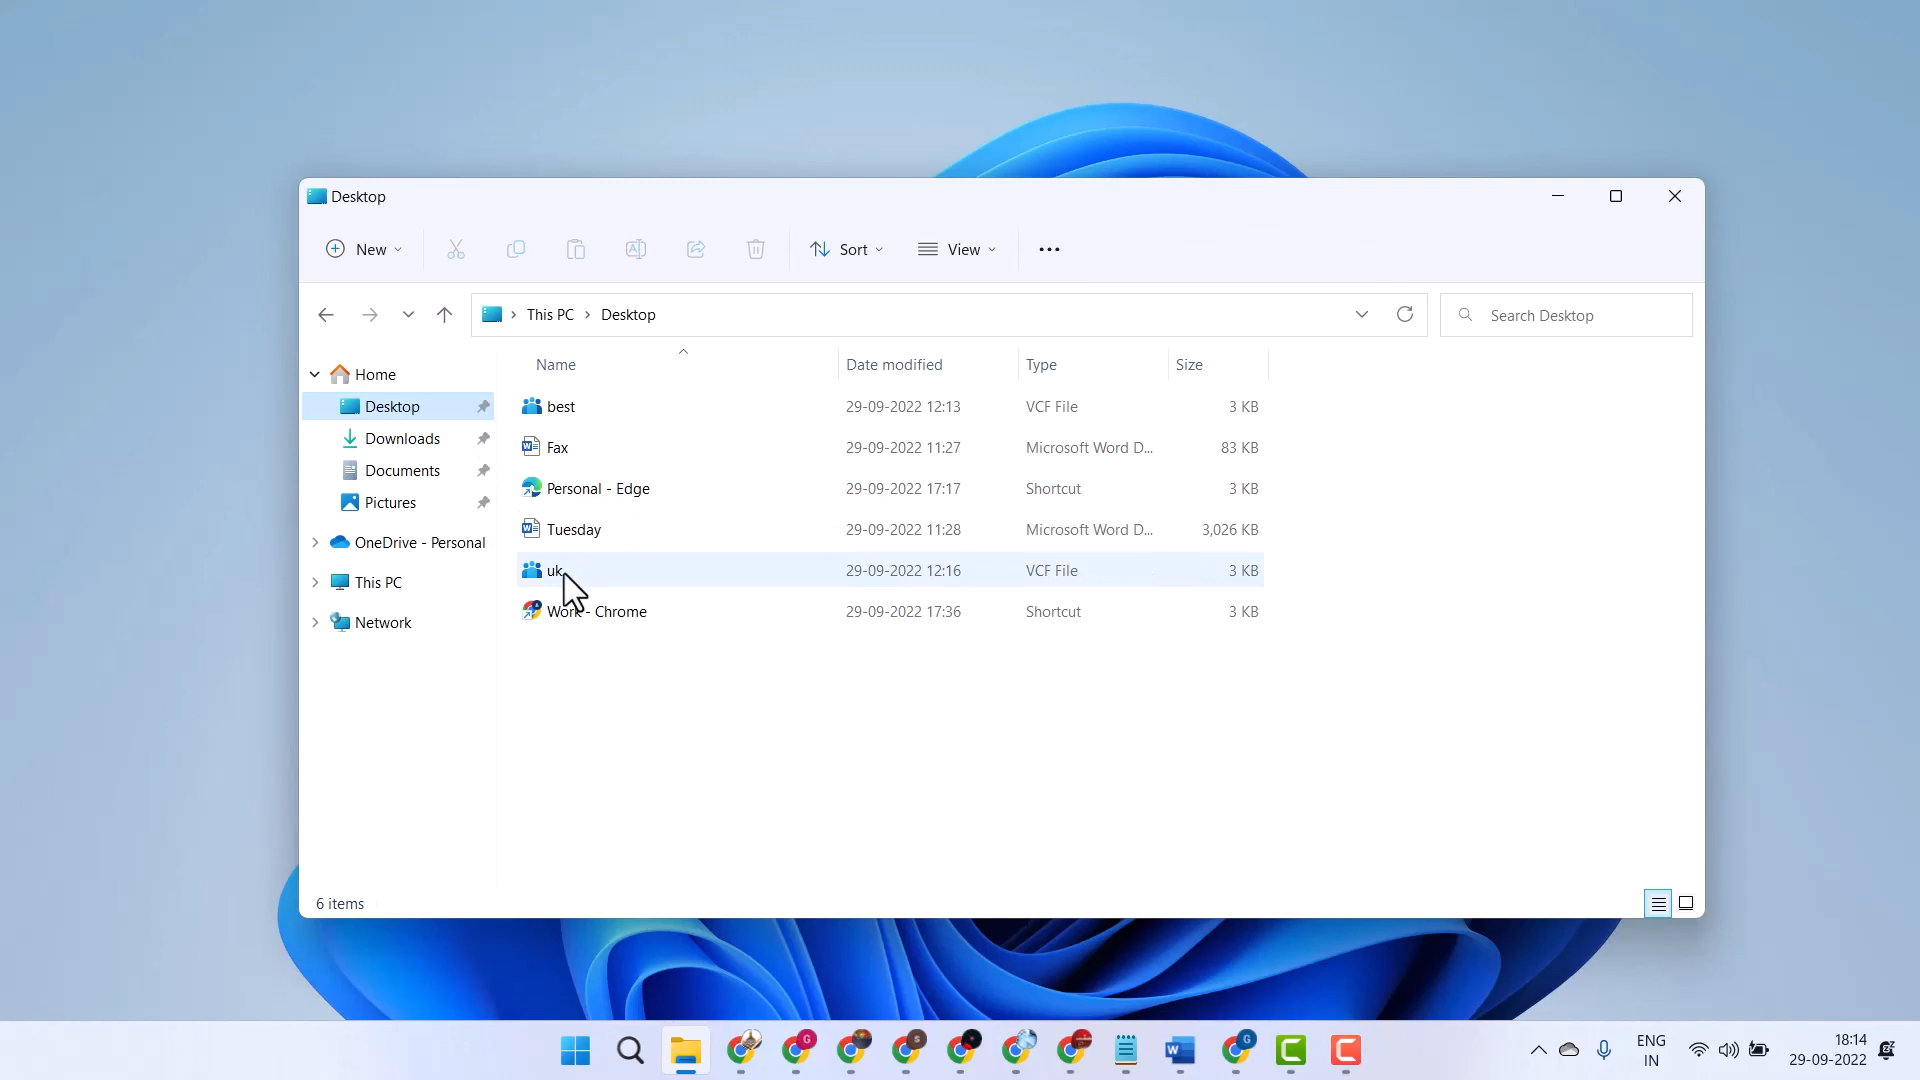 Desktop
New Sort View
This PC Desktop Search Desktop
Name Date modified Type Size
Home
Desktop
Downloads
Documents
Pictures
OneDrive - Personal
This PC
Network
best 29-09-2022 12:13 VCF File 3 KB
Fax 29-09-2022 11:27 Microsoft Word D... 83 KB
Personal - Edge 29-09-2022 17:17 Shortcut 3 KB
Tuesday 29-09-2022 11:28 Microsoft Word D... 3,026 KB
uk 29-09-2022 12:16 VCF File 3 KB
Work - Chrome 29-09-2022 17:36 Shortcut 3 KB
6 items
G S W G
ENG
IN
18:14
29-09-2022